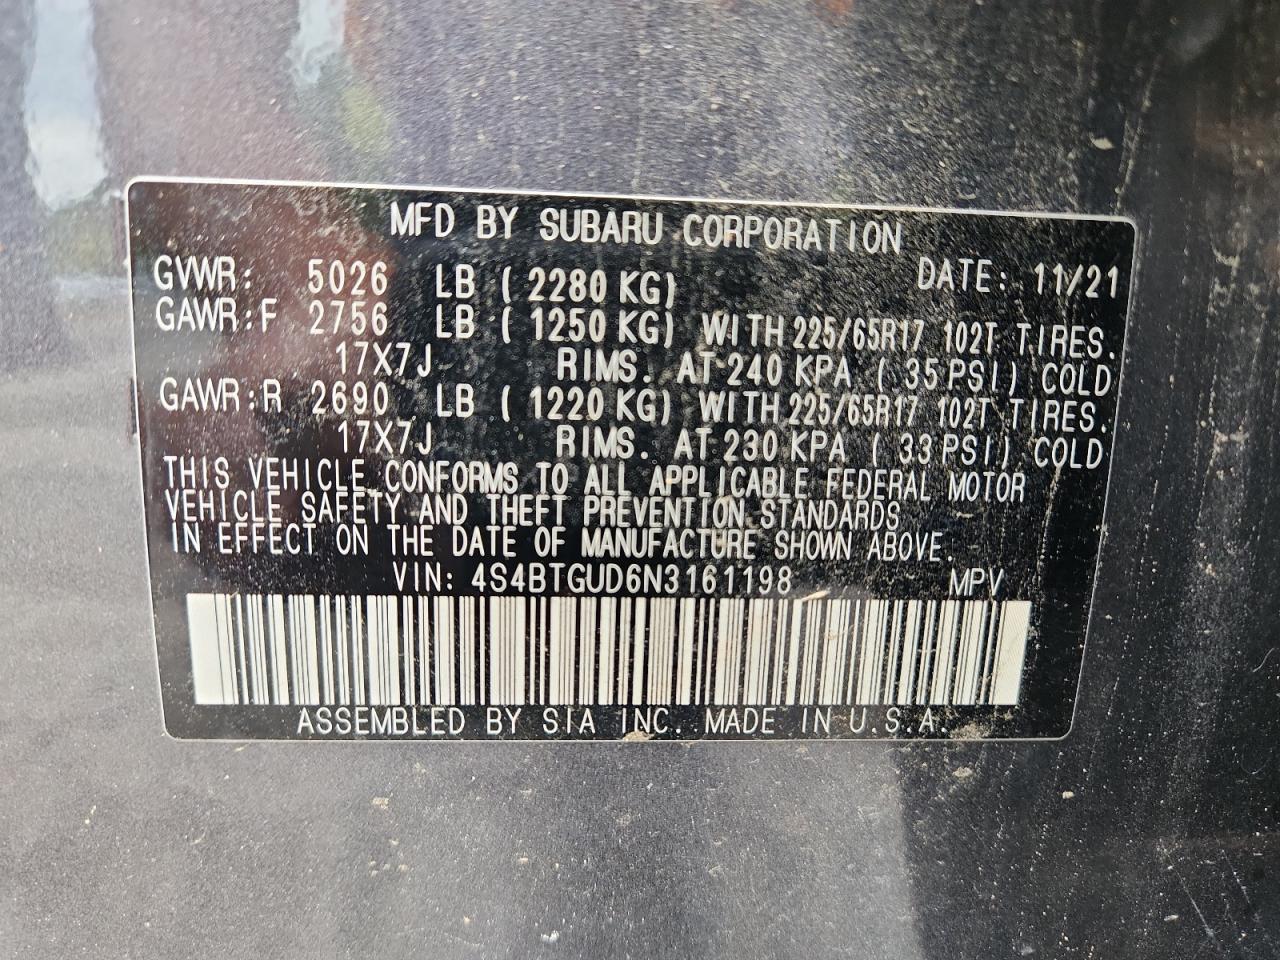 MFD BY SUBARU CORPORATION
GVWR: 5026 LB ( 2280 KG) DATE: 11/21
GAWR:F 2756 LB ( 1250 KG) WITH 225/65R17 102T TIRES.
17X7J RIMS. AT 240 KPA ( 35 PSI) COLD
GAWR:R 2690 LB ( 1220 KG) WITH 225/65R17 102T TIRES.
17X7J RIMS. AT 230 KPA ( 33 PSI) COLD
THIS VEHICLE CONFORMS TO ALL APPLICABLE FEDERAL MOTOR
VEHICLE SAFETY AND THEFT PREVENTION STANDARDS
IN EFFECT ON THE DATE OF MANUFACTURE SHOWN ABOVE.
VIN: 4S4BTGUD6N3161198 MPV
ASSEMBLED BY SIA INC. MADE IN U.S.A.